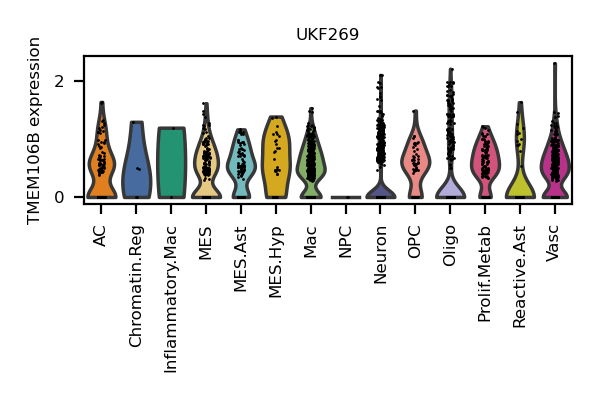 UKF269
TMEM106B expression
2
0
AC
Chromatin.Reg
Inflammatory.Mac
MES
MES.Ast
MES.Hyp
Mac
NPC
Neuron
OPC
Oligo
Prolif.Metab
Reactive.Ast
Vasc